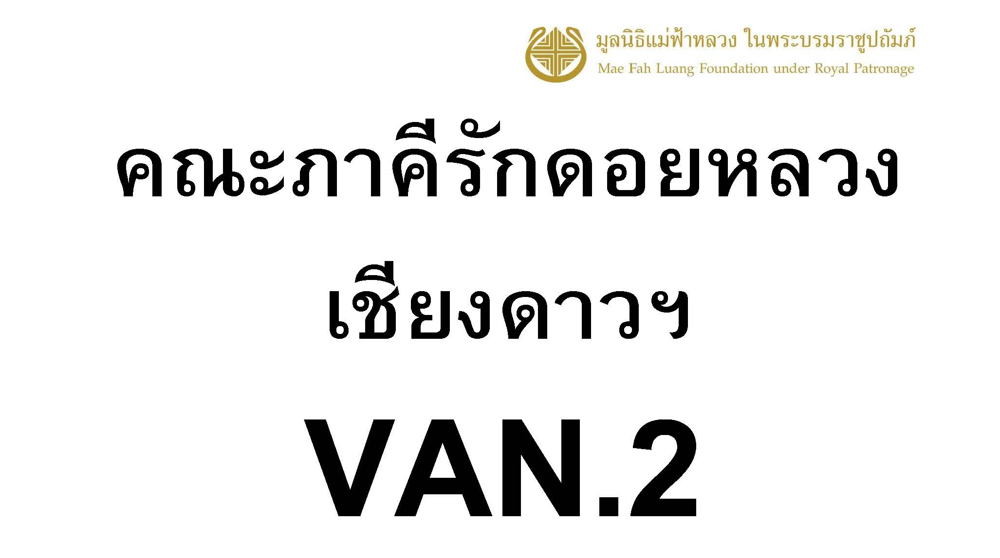 มูลนิธิแม่ฟ้าหลวง ในพระบรมราชูปถัมภ์
Mae Fah Luang Foundation under Royal Patronage
คณะภาคีรักดอยหลวง
เชียงดาวฯ
VAN.2